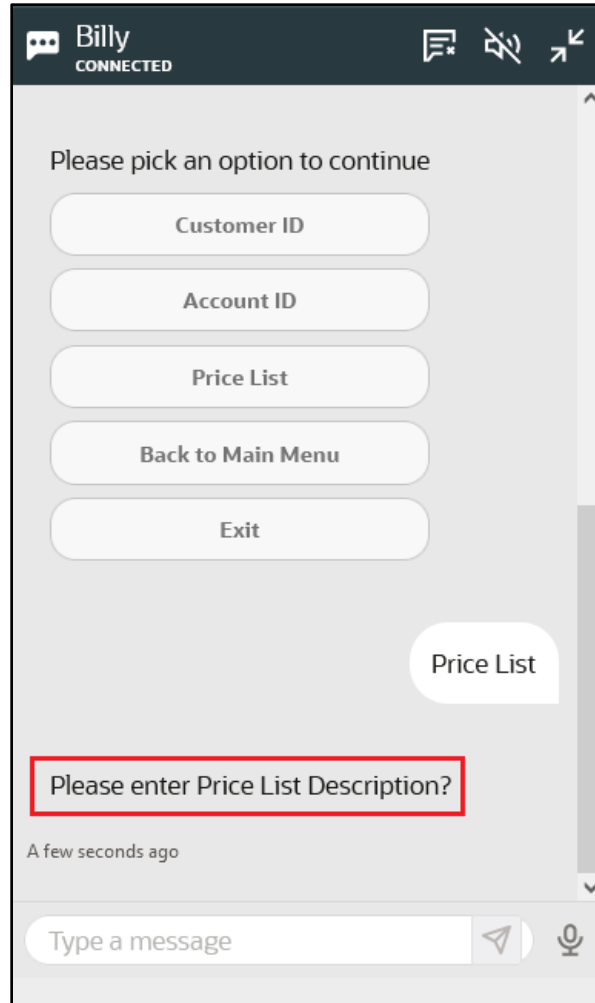 Billy
CONNECTED
Please pick an option to continue
Customer ID
Account ID
Price List
Back to Main Menu
Exit
Price List
Please enter Price List Description?
A few seconds ago
Type a message